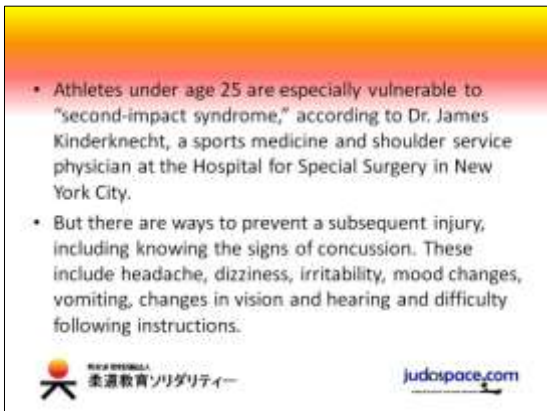 • Athletes under age 25 are especially vulnerable to
"second-impact syndrome," according to Dr. James
Kinderknecht, a sports medicine and shoulder service
physician at the Hospital for Special Surgery in New
York City.
• But there are ways to prevent a subsequent injury,
including knowing the signs of concussion. These
include headache, dizziness, irritability, mood changes,
vomiting, changes in vision and hearing and difficulty
following instructions.
柔道教育ソリダリティー
judospace.com